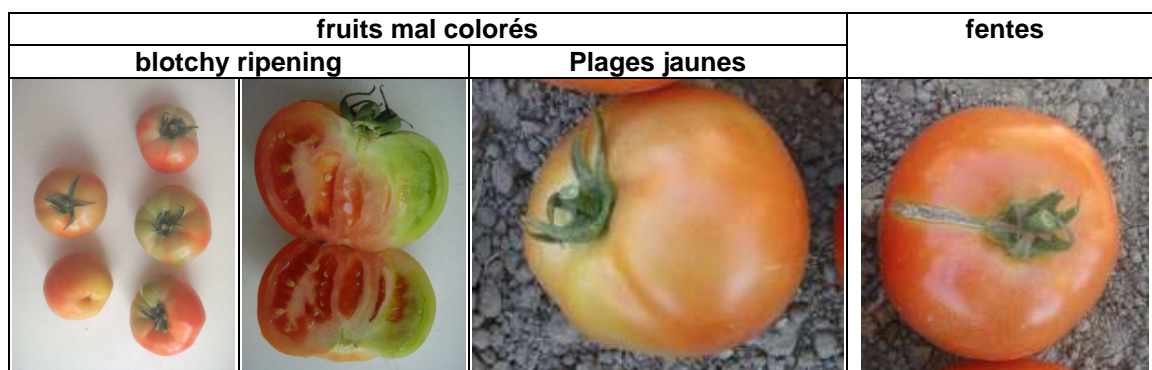 fruits mal colorés
fentes
blotchy ripening
Plages jaunes